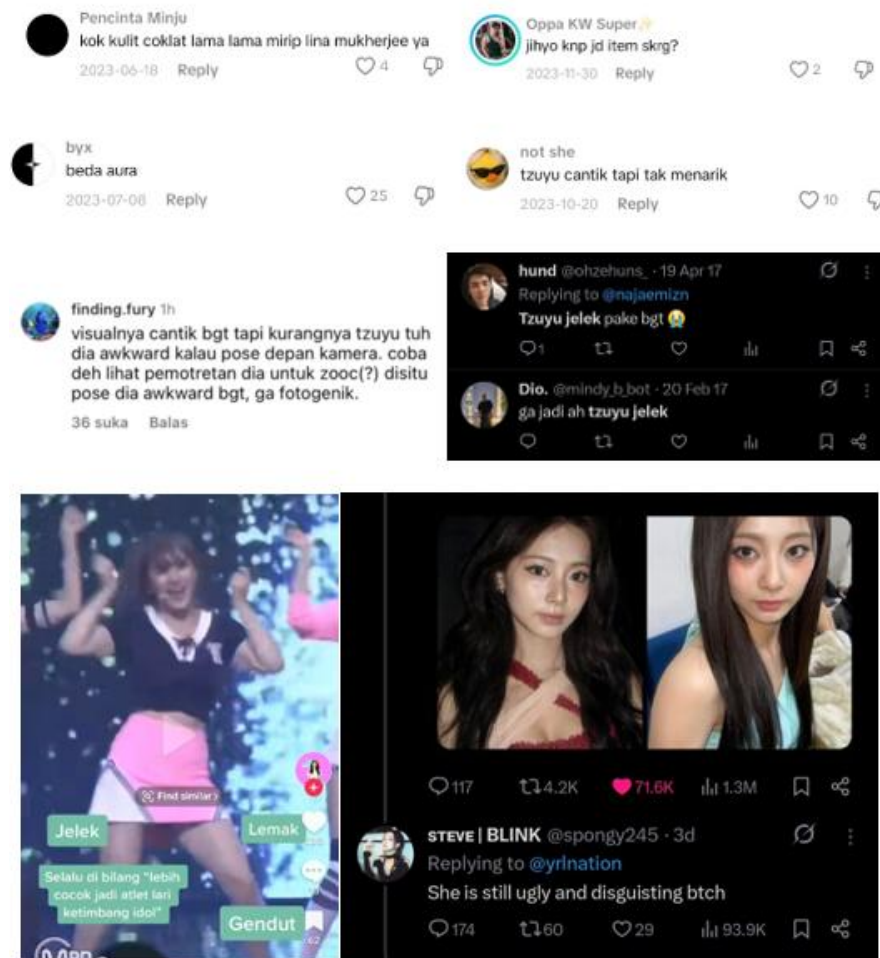 Pencinta Minju
kok kulit coklat lama lama mirip lina mukherjee ya
2023-06-18 Reply 4
Oppa KW Super✨
jihyo knp jd item skrg?
2023-11-30 Reply 2
byx
beda aura
2023-07-08 Reply 25
not she
tzuyu cantik tapi tak menarik
2023-10-20 Reply 10
finding.fury 1h
visualnya cantik bgt tapi kurangnya tzuyu tuh
dia awkward kalau pose depan kamera. coba
deh lihat pemotretan dia untuk zooc(?) disitu
pose dia awkward bgt, ga fotogenik.
36 suka Balas
hund @ohzehuns_ · 19 Apr 17
Replying to @najaemizn
Tzuyu jelek pake bgt 😭
1
Dio. @mindy_b_bot · 20 Feb 17
ga jadi ah tzuyu jelek
Find similar
Jelek
Lemak
Selalu di bilang "lebih
cocok jadi atlet lari
ketimbang idol"
Gendut
62
117 4.2K 71.6K 1.3M
STEVE | BLINK @spongy245 · 3d
Replying to @yrlnation
She is still ugly and disguisting btch
174 60 29 93.9K